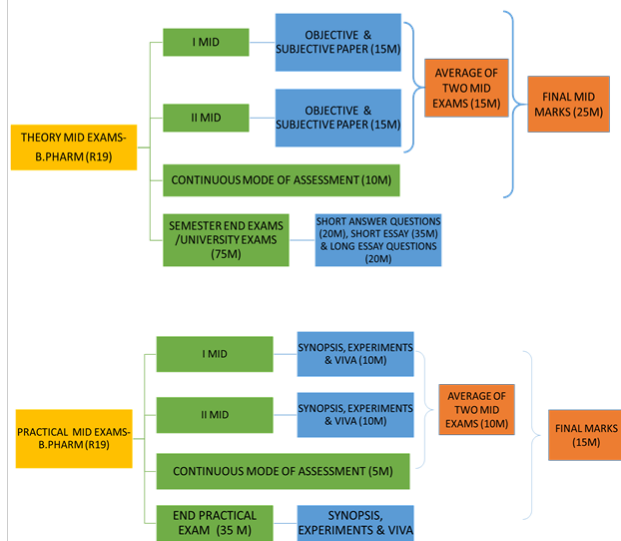 I MID
OBJECTIVE &
SUBJECTIVE PAPER (15M)
II MID
OBJECTIVE &
SUBJECTIVE PAPER (15M)
AVERAGE OF
TWO MID
EXAMS (15M)
FINAL MID
MARKS (25M)
THEORY MID EXAMS-
B.PHARM (R19)
CONTINUOUS MODE OF ASSESSMENT (10M)
SEMESTER END EXAMS
/UNIVERSITY EXAMS
(75M)
SHORT ANSWER QUESTIONS
(20M), SHORT ESSAY (35M)
& LONG ESSAY QUESTIONS
(20M)
I MID
SYNOPSIS, EXPERIMENTS
& VIVA (10M)
II MID
SYNOPSIS, EXPERIMENTS
& VIVA (10M)
AVERAGE OF
TWO MID
EXAMS (10M)
FINAL MARKS
(15M)
PRACTICAL MID EXAMS-
B.PHARM (R19)
CONTINUOUS MODE OF ASSESSMENT (5M)
END PRACTICAL
EXAM (35 M)
SYNOPSIS,
EXPERIMENTS & VIVA